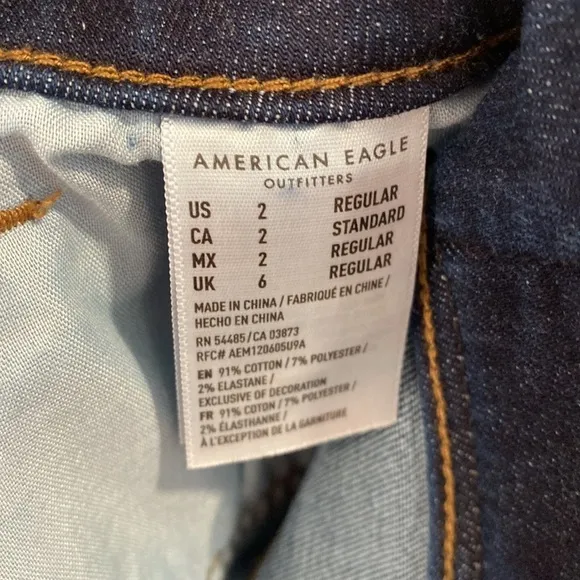 AMERICAN EAGLE
OUTFITTERS
US 2 REGULAR
CA 2 STANDARD
MX 2 REGULAR
UK 6 REGULAR
MADE IN CHINA / FABRIQUÉ EN CHINE /
HECHO EN CHINA
RN 54485/CA 03873
RFC# AEM120605U9A
EN 91% COTTON / 7% POLYESTER /
2% ELASTANE /
EXCLUSIVE OF DECORATION
FR 91% COTON / 7% POLYESTER /
2% ÉLASTHANNE /
À L'EXCEPTION DE LA GARNITURE